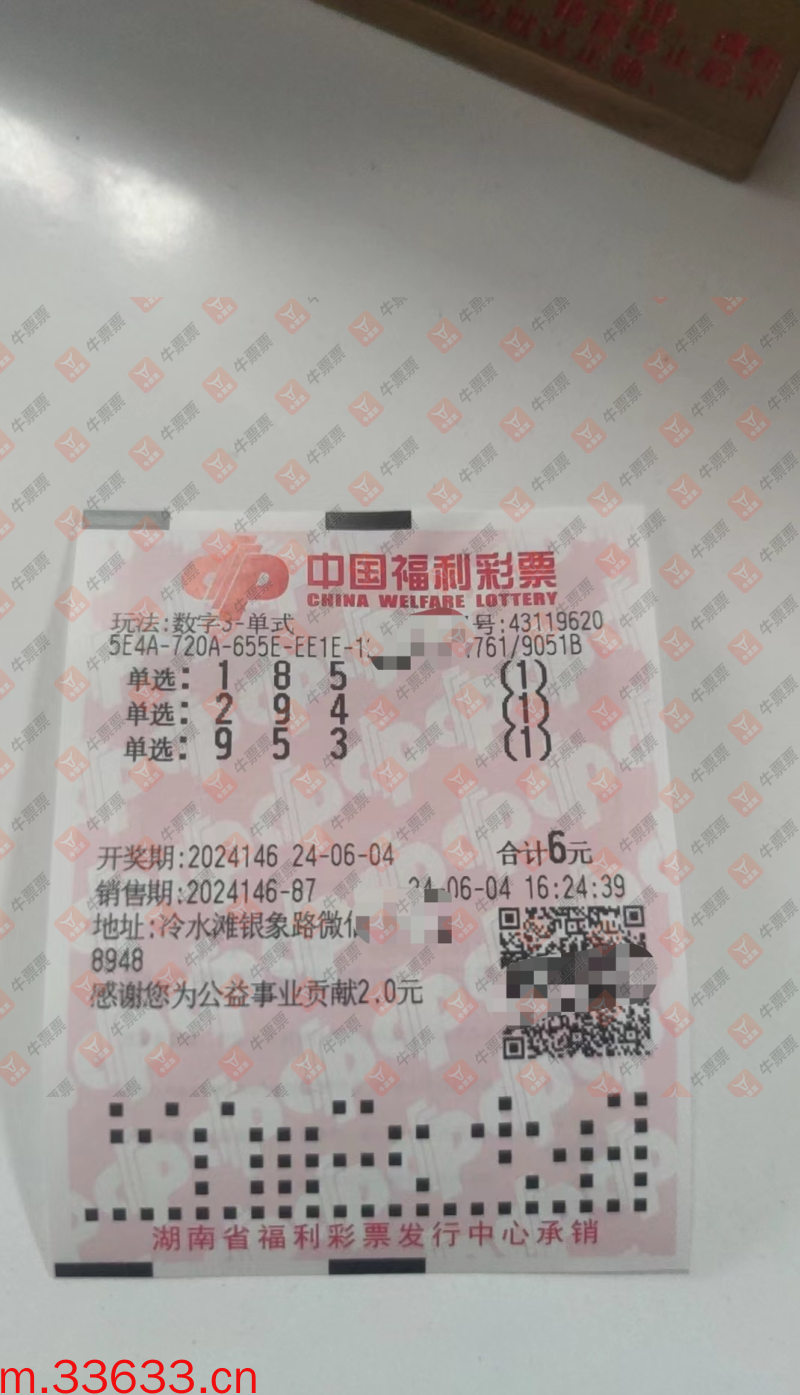 中国福利彩票
CHINA WELFARE LOTTERY
玩法:数字3-单式 号:43119620
5E4A-720A-655E-EE1E-1 761/9051B
单选: 1 8 5 (1)
单选: 2 9 4 (1)
单选: 9 5 3 (1)
开奖期:2024146 24-06-04 合计6元
销售期:2024146-87 24-06-04 16:24:39
地址:冷水滩银象路微信
8948
感谢您为公益事业贡献2.0元
湖南省福利彩票发行中心承销
牛票票
m.33633.cn